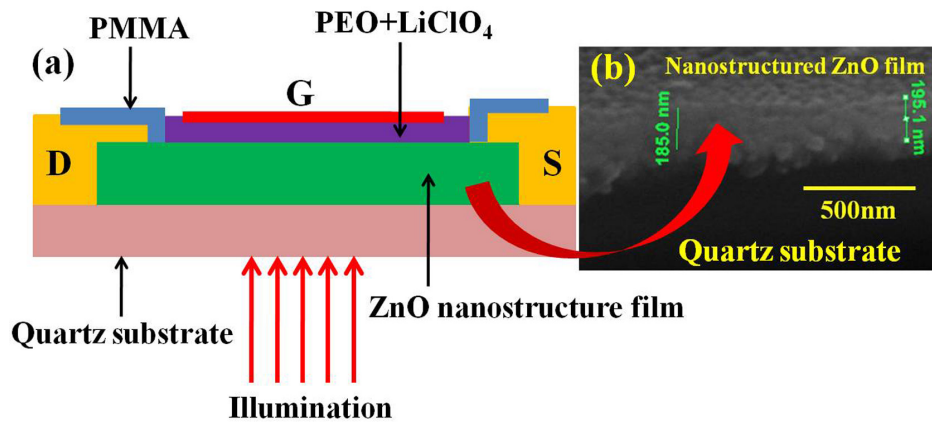 PMMA
PEO+LiClO₄
(a)
G
D
S
Quartz substrate
ZnO nanostructure film
Illumination
(b)
Nanostructured ZnO film
185.0 nm
195.1 nm
500nm
Quartz substrate